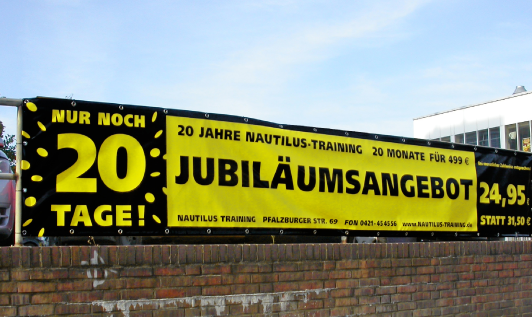 NUR NOCH
20
TAGE!
20 JAHRE NAUTILUS-TRAINING 20 MONATE FÜR 499 €
JUBILÄUMSANGEBOT
NAUTILUS TRAINING PFALZBURGER STR. 69 FON 0421-454556 www.NAUTILUS-TRAINING.de
24,95 €
STATT 31,50 €